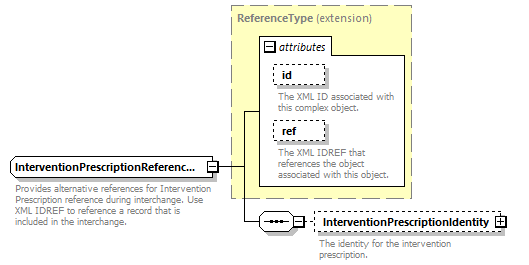 ReferenceType (extension)
attributes
id
The XML ID associated with
this complex object.
ref
The XML IDREF that
references the object
associated with this object.
InterventionPrescriptionReferenc...
Provides alternative references for Intervention
Prescription reference during interchange. Use
XML IDREF to reference a record that is
included in the interchange.
InterventionPrescriptionIdentity
The identity for the intervention
prescription.